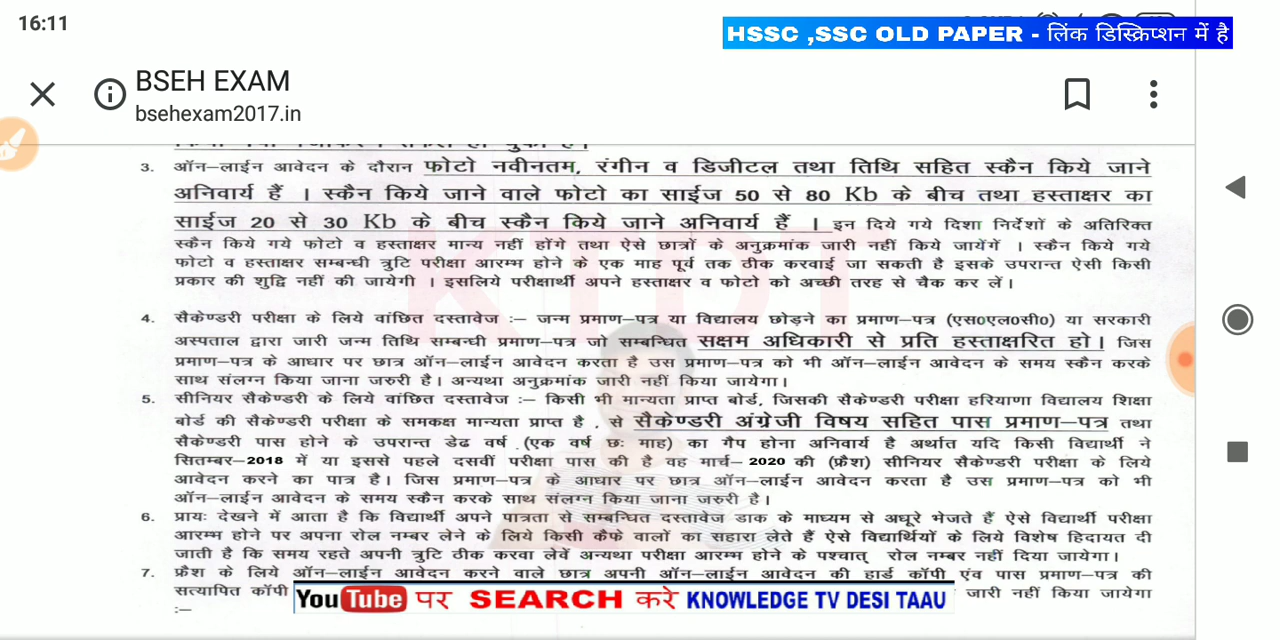 16:11
HSSC ,SSC OLD PAPER - लिंक डिस्क्रिप्शन में है
BSEH EXAM
bsehexam2017.in
3. ऑन–लाईन आवेदन के दौरान फोटो नवीनतम, रंगीन व डिजीटल तथा तिथि सहित स्कैन किये जाने
अनिवार्य हैं । स्कैन किये जाने वाले फोटो का साईज 50 से 80 Kb के बीच तथा हस्ताक्षर का
साईज 20 से 30 Kb के बीच स्कैन किये जाने अनिवार्य हैं । इन दिये गये दिशा निर्देशों के अतिरिक्त
स्कैन किये गये फोटो व हस्ताक्षर मान्य नहीं होंगे तथा ऐसे छात्रों के अनुक्रमांक जारी नहीं किये जायेंगें । स्कैन किये गये
फोटो व हस्ताक्षर सम्बन्धी त्रुटि परीक्षा आरम्भ होने के एक माह पूर्व तक ठीक करवाई जा सकती है इसके उपरान्त ऐसी किसी
प्रकार की शुद्वि नहीं की जायेगी । इसलिये परीक्षार्थी अपने हस्ताक्षर व फोटो को अच्छी तरह से चैक कर लें।
4. सैकेण्डरी परीक्षा के लिये वांछित दस्तावेज :– जन्म प्रमाण–पत्र या विद्यालय छोड़ने का प्रमाण–पत्र (एस0एल0सी0) या सरकारी
अस्पताल द्वारा जारी जन्म तिथि सम्बधी प्रमाण–पत्र जो सम्बधित सक्षम अधिकारी से प्रति हस्ताक्षरित हो। जिस
प्रमाण–पत्र के आधार पर छात्र ऑन–लाईन आवेदन करता है उस प्रमाण–पत्र को भी ऑन–लाईन आवेदन के समय स्कैन करके
साथ संलग्न किया जाना जरुरी है। अन्यथा अनुक्रमांक जारी नहीं किया जायेगा।
5. सीनियर सैकेण्डरी के लिये वांछित दस्तावेज :– किसी भी मान्यता प्राप्त बोर्ड, जिसकी सैकेण्डरी परीक्षा हरियाणा विद्यालय शिक्षा
बोर्ड की सैकेण्डरी परीक्षा के समकक्ष मान्यता प्राप्त है , से सैकेण्डरी अंग्रेजी विषय सहित पास प्रमाण–पत्र तथा
सैकेण्डरी पास होने के उपरान्त डेढ वर्ष (एक वर्ष छः माह) का गैप होना अनिवार्य है अर्थात यदि किसी विद्यार्थी ने
सितम्बर–2018 में या इससे पहले दसवीं परीक्षा पास की है वह मार्च– 2020 की (फ्रैश) सीनियर सैकेण्डरी परीक्षा के लिये
आवेदन करने का पात्र है। जिस प्रमाण–पत्र के आधार पर छात्र ऑन–लाईन आवेदन करता है उस प्रमाण–पत्र को भी
ऑन–लाईन आवेदन के समय स्कैन करके साथ संलग्न किया जाना जरुरी है।
6. प्रायः देखने में आता है कि विद्यार्थी अपने पात्रता से सम्बन्धित दस्तावेज डाक के माध्यम से अधूरे भेजते हैं ऐसे विद्यार्थी परीक्षा
आरम्भ होने पर अपना रोल नम्बर लेने के लिये किसी कैफे वालों का सहारा लेते हैं ऐसे विद्यार्थियों के लिये विशेष हिदायत दी
जाती है कि समय रहते अपनी त्रुटि ठीक करवा लेवें अन्यथा परीक्षा आरम्भ होने के पश्चात् रोल नम्बर नहीं दिया जायेगा।
7. फ्रैश के लिये ऑन–लाईन आवेदन करने वाले छात्र अपनी ऑन–लाईन आवेदन की हार्ड कॉपी एंव पास प्रमाण–पत्र की
सत्यापित कॉपी जारी नहीं किया जायेगा
:–
YouTube पर SEARCH करे KNOWLEDGE TV DESI TAAU
KTDT